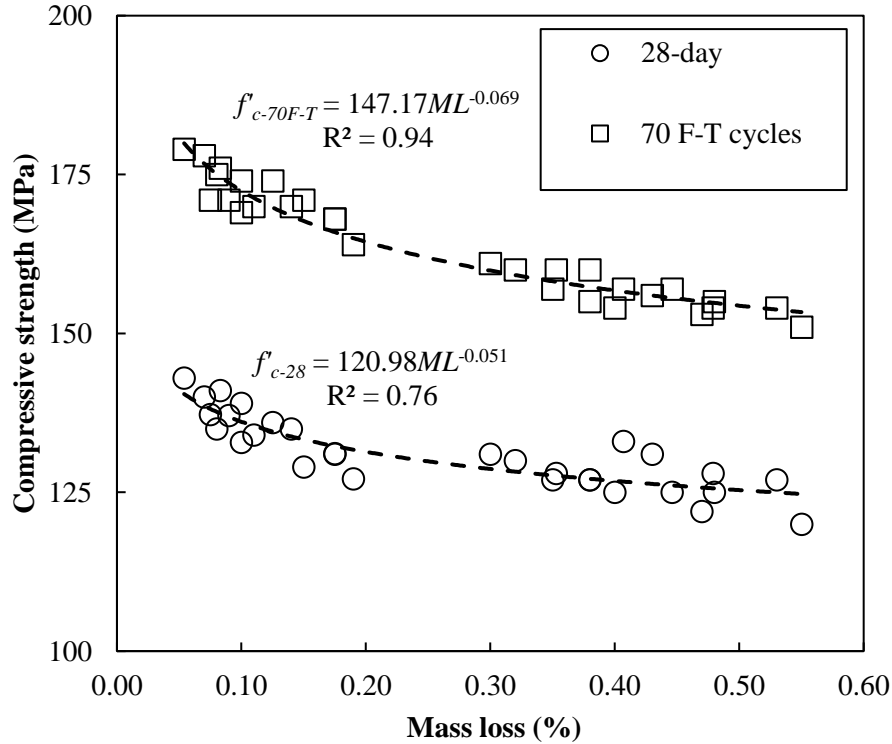 200
28-day
70 F-T cycles
f'c-70F-T = 147.17ML-0.069
R² = 0.94
175
Compressive strength (MPa)
150
f'c-28 = 120.98ML-0.051
R² = 0.76
125
100
0.00 0.10 0.20 0.30 0.40 0.50 0.60
Mass loss (%)